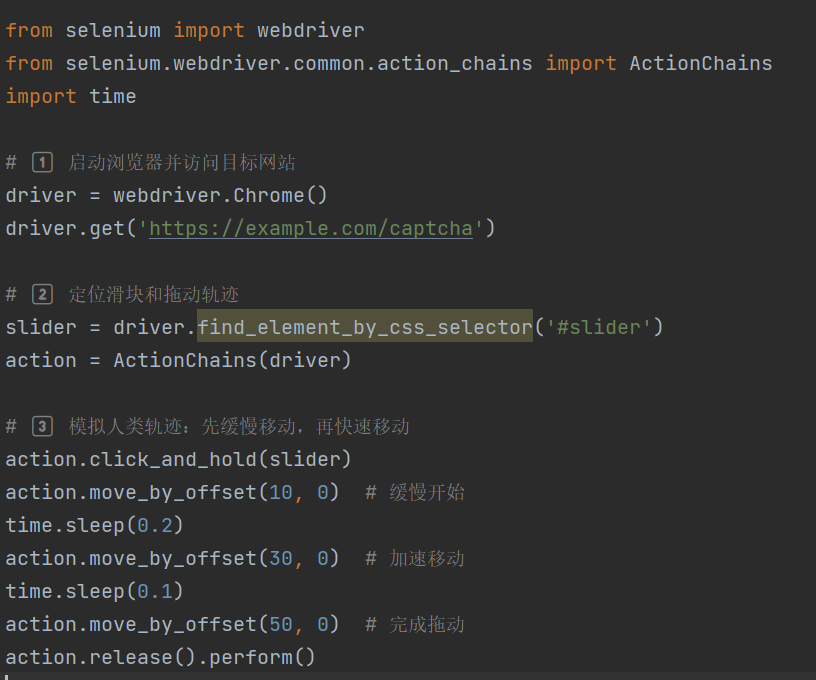 from selenium import webdriver
from selenium.webdriver.common.action_chains import ActionChains
import time
# 1️⃣ 启动浏览器并访问目标网站
driver = webdriver.Chrome()
driver.get('https://example.com/captcha')
# 2️⃣ 定位滑块和拖动轨迹
slider = driver.find_element_by_css_selector('#slider')
action = ActionChains(driver)
# 3️⃣ 模拟人类轨迹：先缓慢移动，再快速移动
action.click_and_hold(slider)
action.move_by_offset(10, 0)  # 缓慢开始
time.sleep(0.2)
action.move_by_offset(30, 0)  # 加速移动
time.sleep(0.1)
action.move_by_offset(50, 0)  # 完成拖动
action.release().perform()